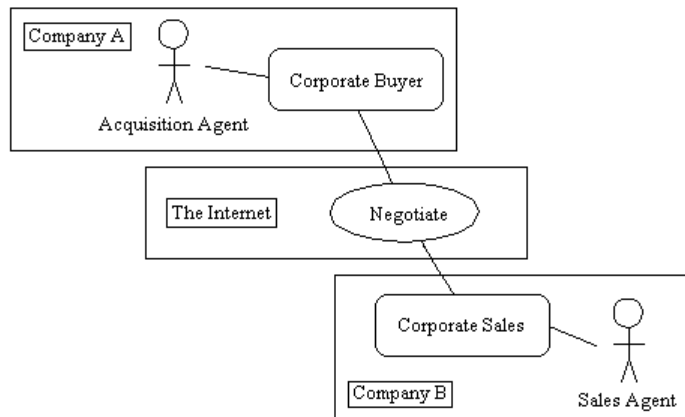 Company A
Corporate Buyer
Acquisition Agent
The Internet
Negotiate
Corporate Sales
Company B
Sales Agent